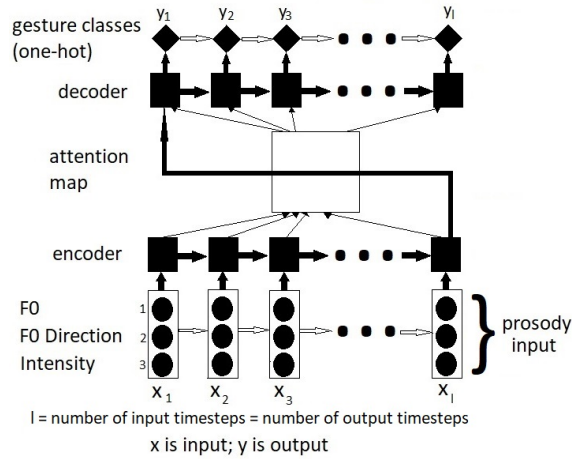 y1 y2 y3 yl
gesture classes
(one-hot)
decoder
attention
map
encoder
F0
1
F0 Direction
2
Intensity
3
prosody
input
x1 x2 x3 xl
l = number of input timesteps = number of output timesteps
x is input; y is output